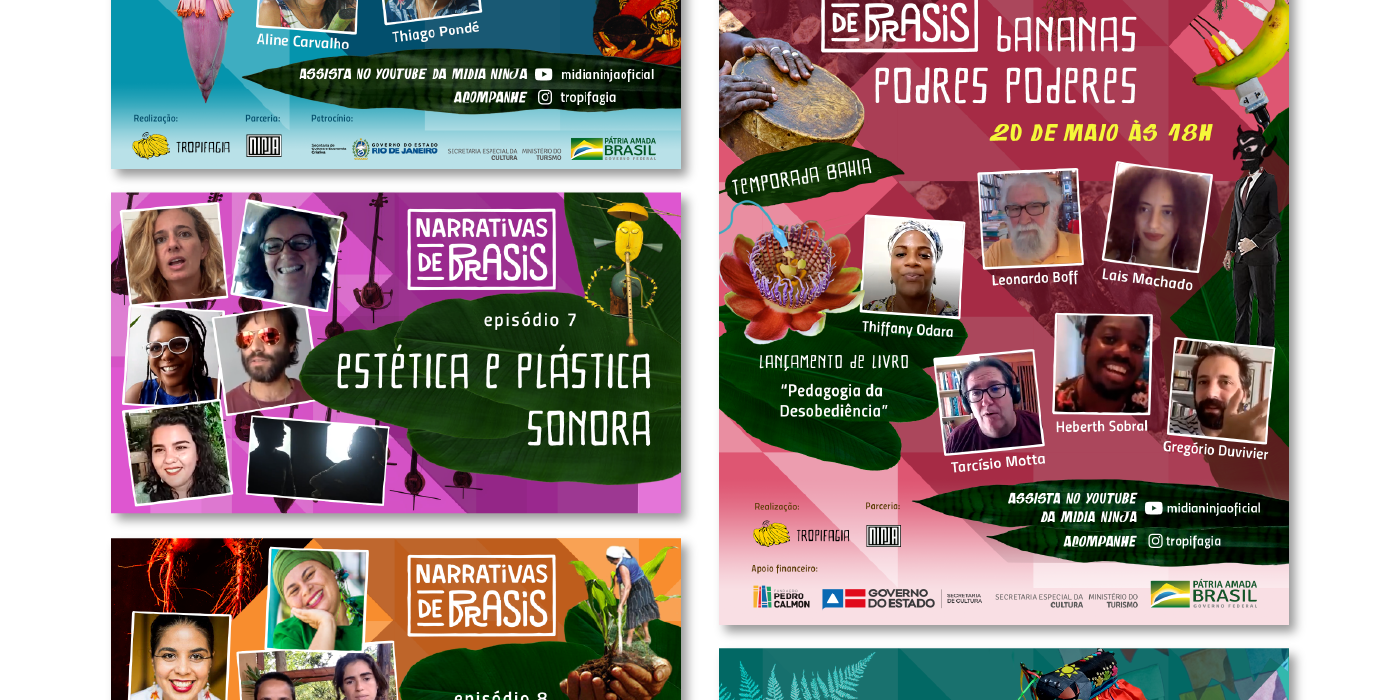 Aline Carvalho
Thiago Pondé
ASSISTA NO YOUTUBE DA MIDIA NINJA midianinjaoficial
ACOMPANHE tropifagia
Realização:
Parceria:
Patrocínio:
TROPIFAGIA
NINJA
GOVERNO DO ESTADO
RIO DE JANEIRO
SECRETARIA ESPECIAL DA
CULTURA
MINISTÉRIO DO
TURISMO
PÁTRIA AMADA
BRASIL
GOVERNO FEDERAL
NARRATIVAS
DE BRASIS
episódio 7
ESTÉTICA E PLÁSTICA
SONORA
NARRATIVAS
DE BRASIS
episódio 8
DE BRASIS
BANANAS
PODRES PODERES
20 DE MAIO ÀS 18H
TEMPORADA BAHIA
Leonardo Boff
Lais Machado
Thiffany Odara
LANÇAMENTO de LIVRO
"Pedagogia da
Desobediência"
Heberth Sobral
Tarcísio Motta
Gregório Duvivier
ASSISTA NO YOUTUBE
DA MIDIA NINJA
midianinjaoficial
ACOMPANHE tropifagia
Realização:
Parceria:
TROPIFAGIA
NINJA
Apoio financeiro:
PEDRO
CALMON
GOVERNO
DO ESTADO
SECRETARIA
DE CULTURA
SECRETARIA ESPECIAL DA
CULTURA
MINISTÉRIO DO
TURISMO
PÁTRIA AMADA
BRASIL
GOVERNO FEDERAL